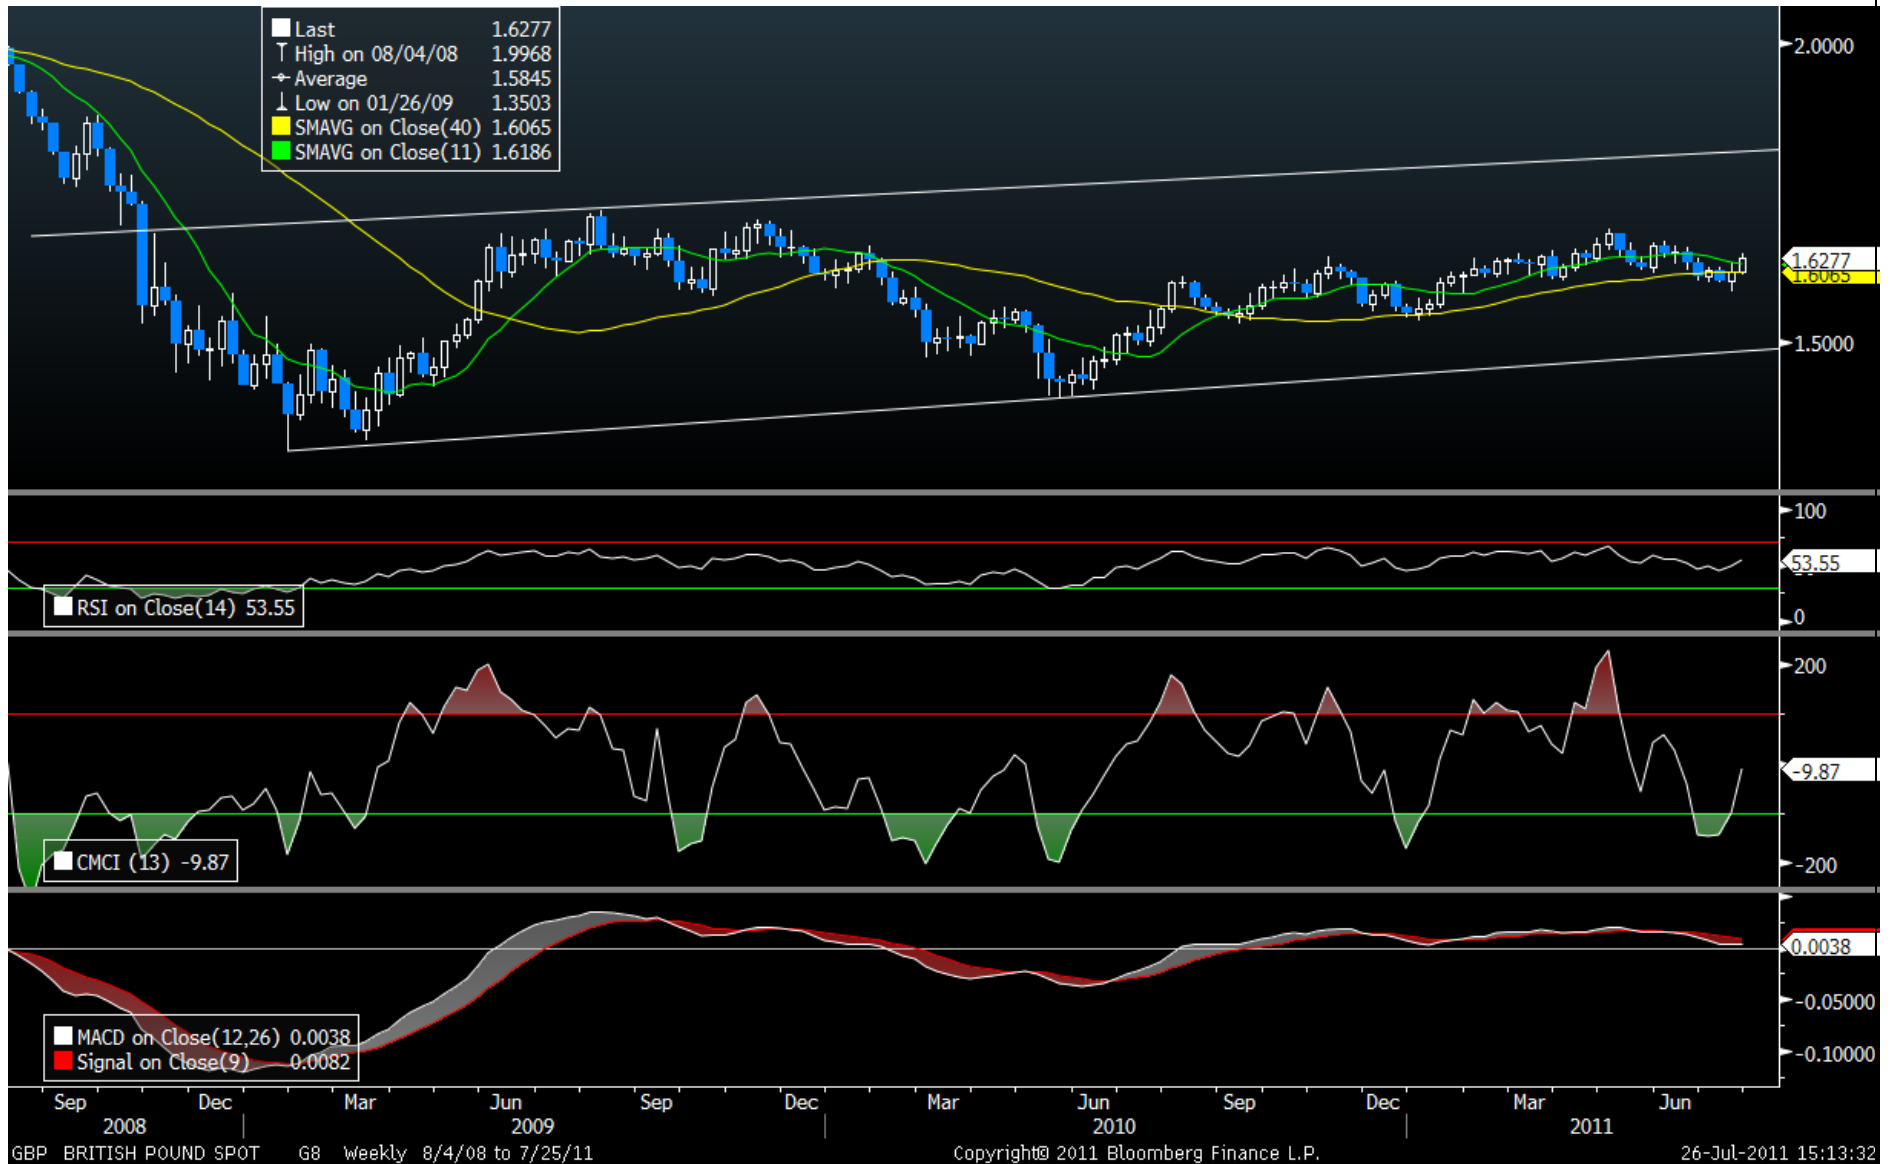 Last 1.6277
High on 08/04/08 1.9968
Average 1.5845
Low on 01/26/09 1.3503
SMAVG on Close(40) 1.6065
SMAVG on Close(11) 1.6186
2.0000
1.6277
1.6065
1.5000
100
53.55
0
RSI on Close(14) 53.55
200
-9.87
-200
CMCI (13) -9.87
0.0038
-0.05000
-0.10000
MACD on Close(12,26) 0.0038
Signal on Close(9) 0.0082
Sep Dec Mar Jun Sep Dec Mar Jun Sep Dec Mar Jun
2008 2009 2010 2011
GBP BRITISH POUND SPOT G8 Weekly 8/4/08 to 7/25/11 Copyright© 2011 Bloomberg Finance L.P. 26-Jul-2011 15:13:32